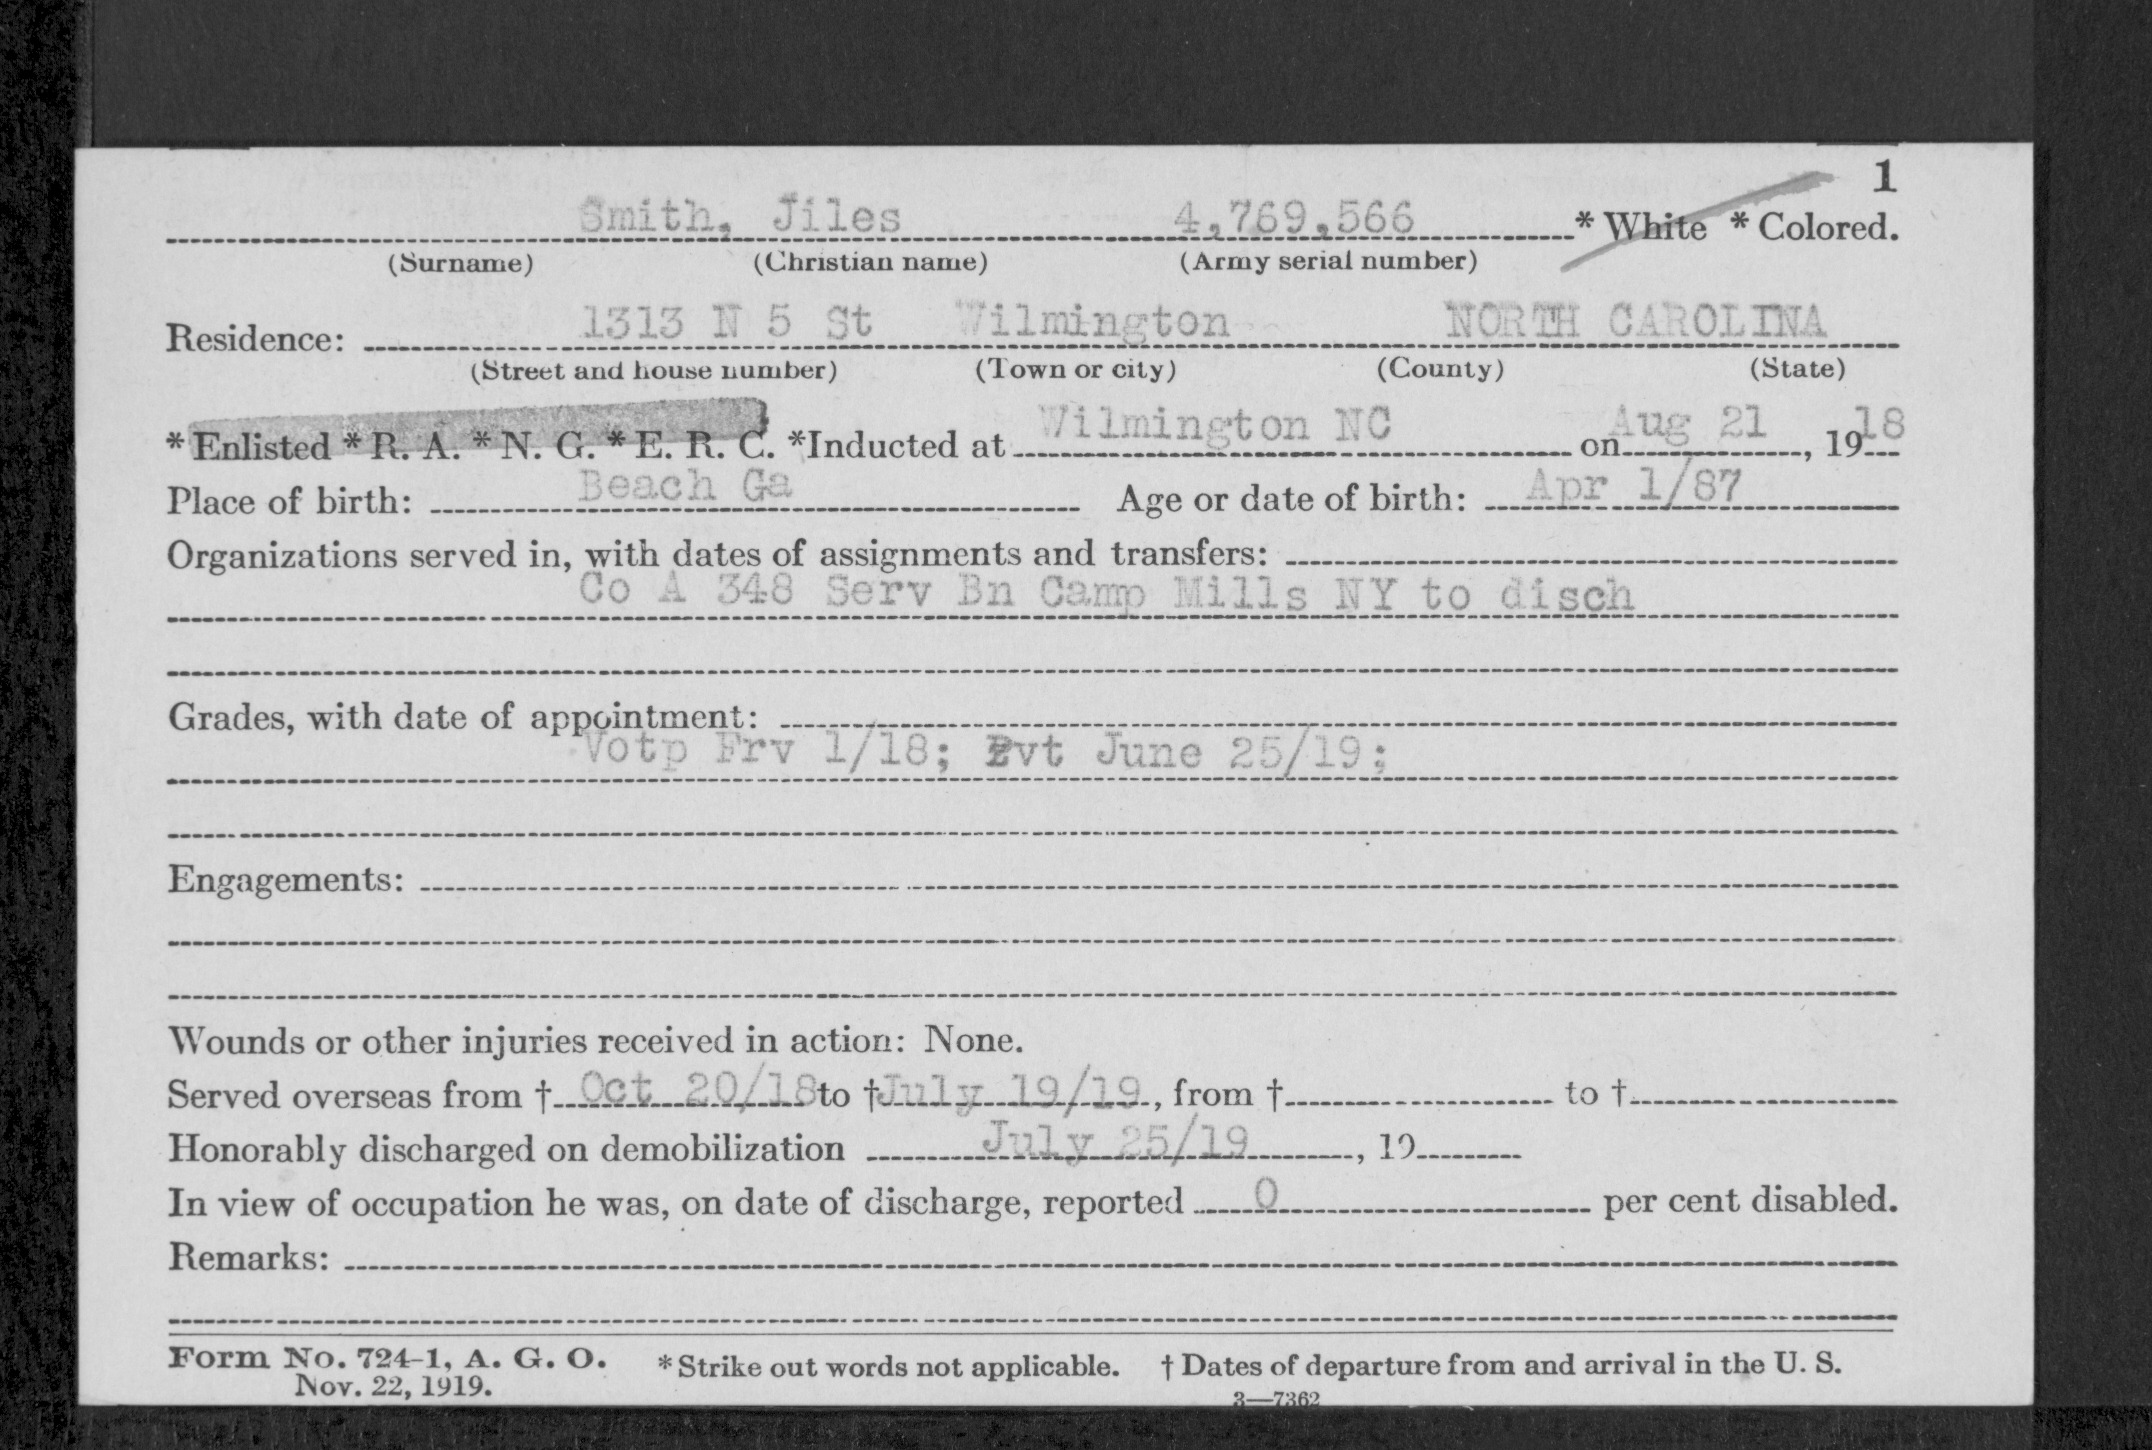 1
Smith, Jiles 4,769,566 * White * Colored.
(Surname) (Christian name) (Army serial number)
Residence: 1313 N 5 St Wilmington NORTH CAROLINA
(Street and house number) (Town or city) (County) (State)
* Enlisted * R. A. * N. G. * E. R. C. *Inducted at Wilmington NC on Aug 21, 1918
Place of birth: Beach Ga Age or date of birth: Apr 1/87
Organizations served in, with dates of assignments and transfers:
Co A 348 Serv Bn Camp Mills NY to disch
Grades, with date of appointment:
Votp Frv 1/18; Pvt June 25/19;
Engagements:
Wounds or other injuries received in action: None.
Served overseas from † Oct 20/18 to † July 19/19, from † to †
Honorably discharged on demobilization July 25/19, 19
In view of occupation he was, on date of discharge, reported 0 per cent disabled.
Remarks:
Form No. 724-1, A. G. O. * Strike out words not applicable. † Dates of departure from and arrival in the U. S.
Nov. 22, 1919.
3—7362